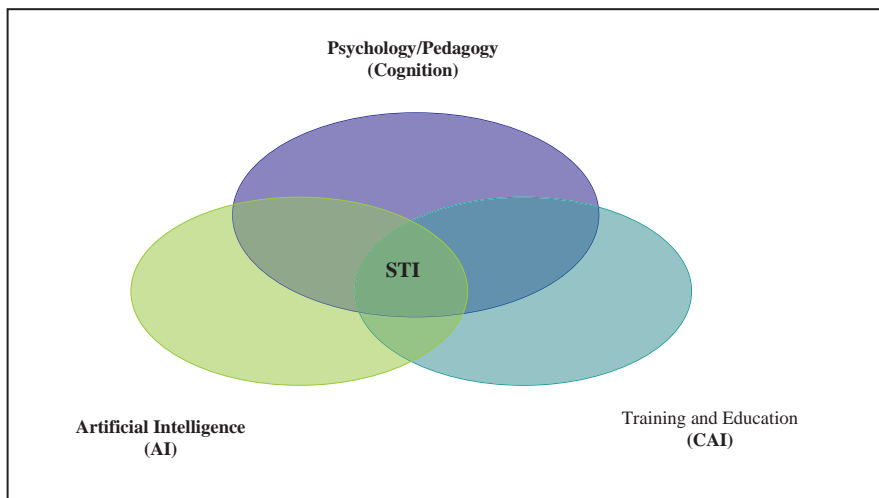 Psychology/Pedagogy
(Cognition)
STI
Artificial Intelligence
(AI)
Training and Education
(CAI)